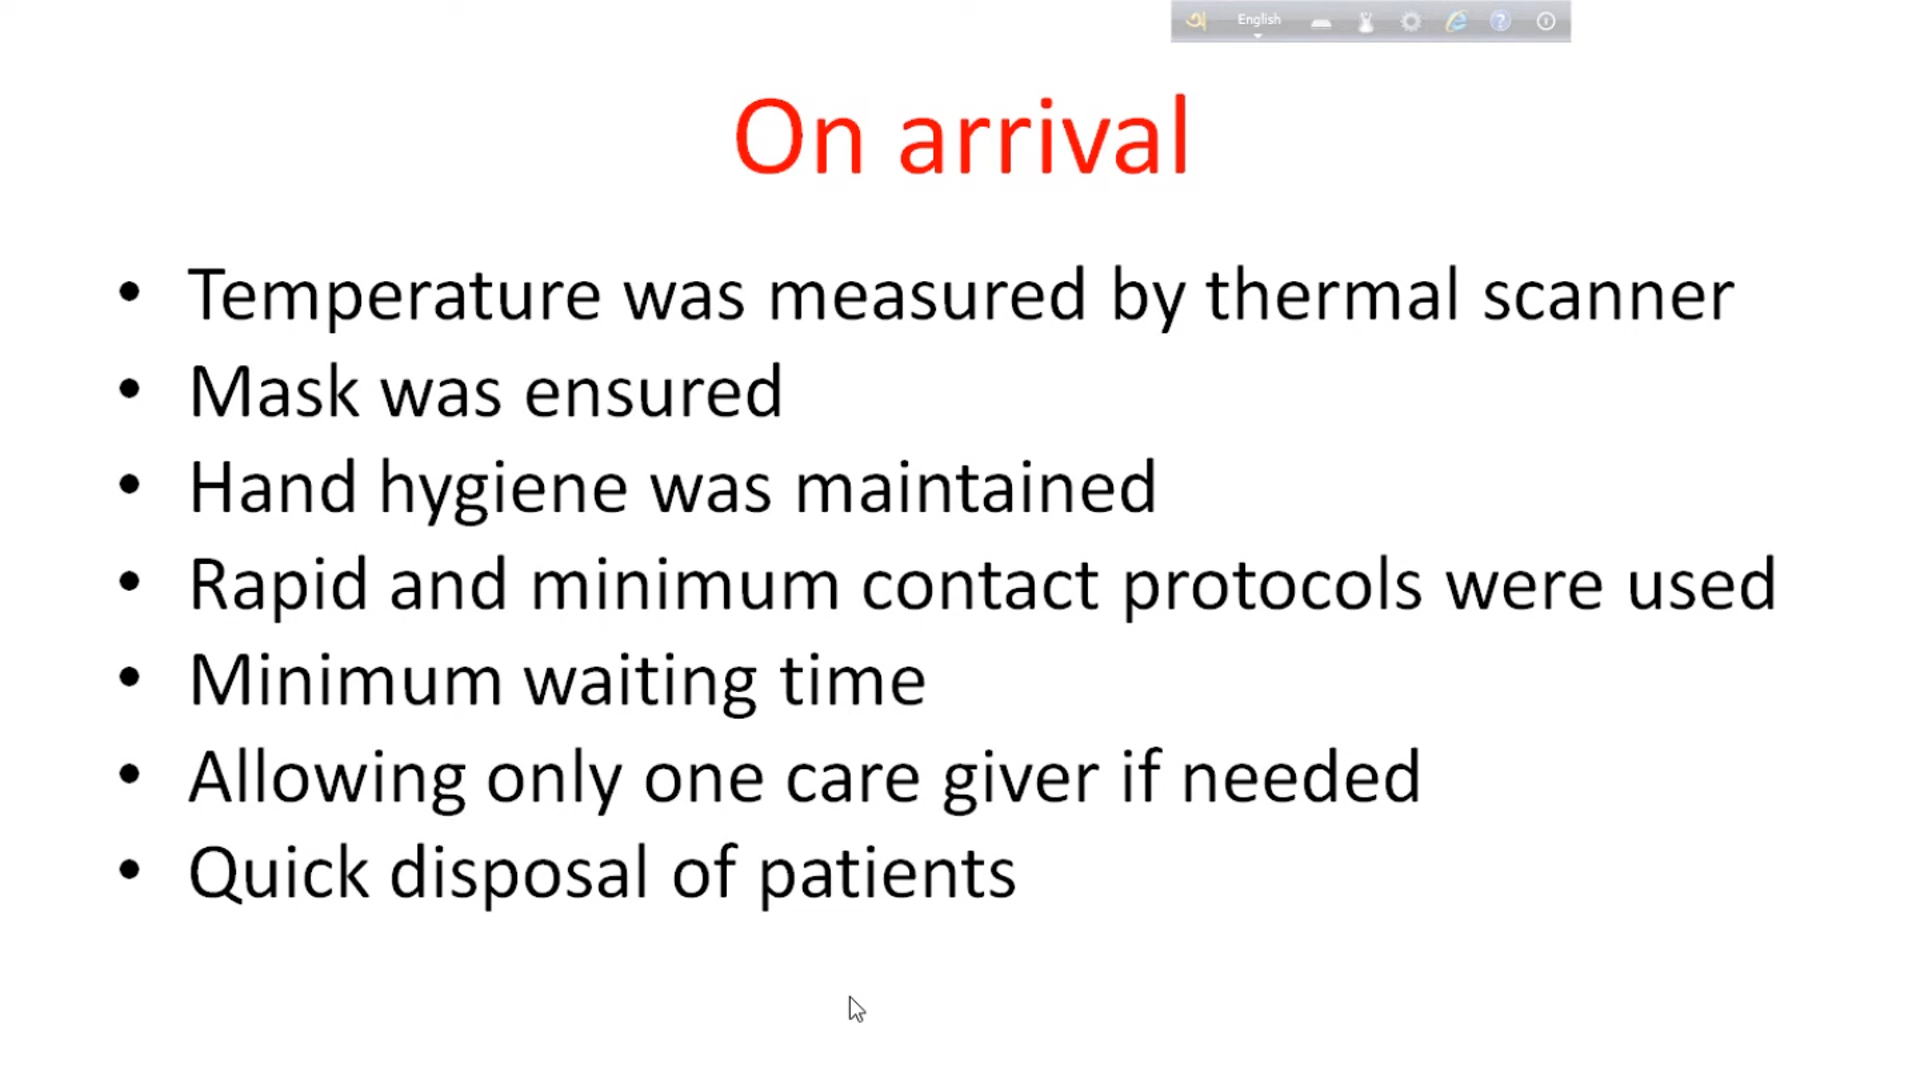 অ English
On arrival
• Temperature was measured by thermal scanner
• Mask was ensured
• Hand hygiene was maintained
• Rapid and minimum contact protocols were used
• Minimum waiting time
• Allowing only one care giver if needed
• Quick disposal of patients